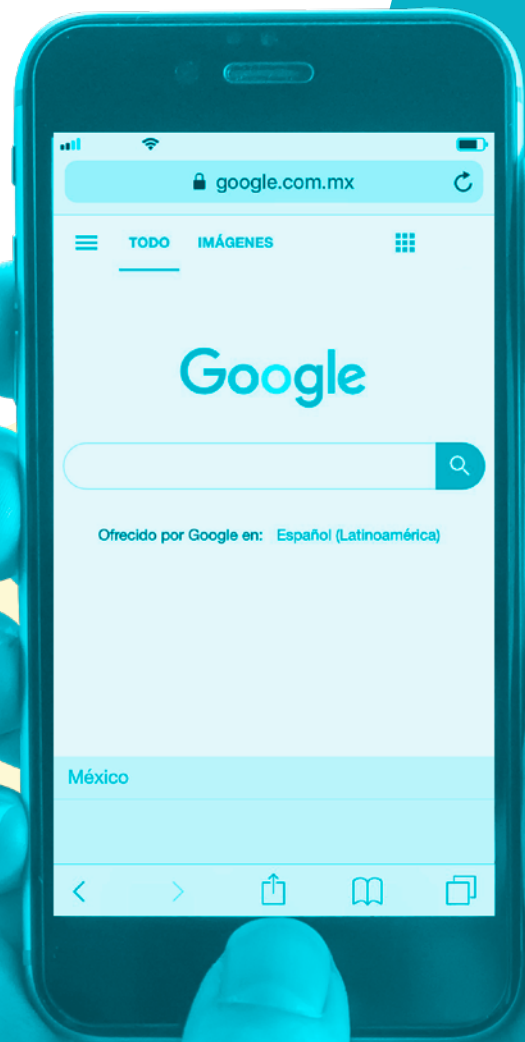 google.com.mx
TODO IMÁGENES
Google
Ofrecido por Google en: Español (Latinoamérica)
México